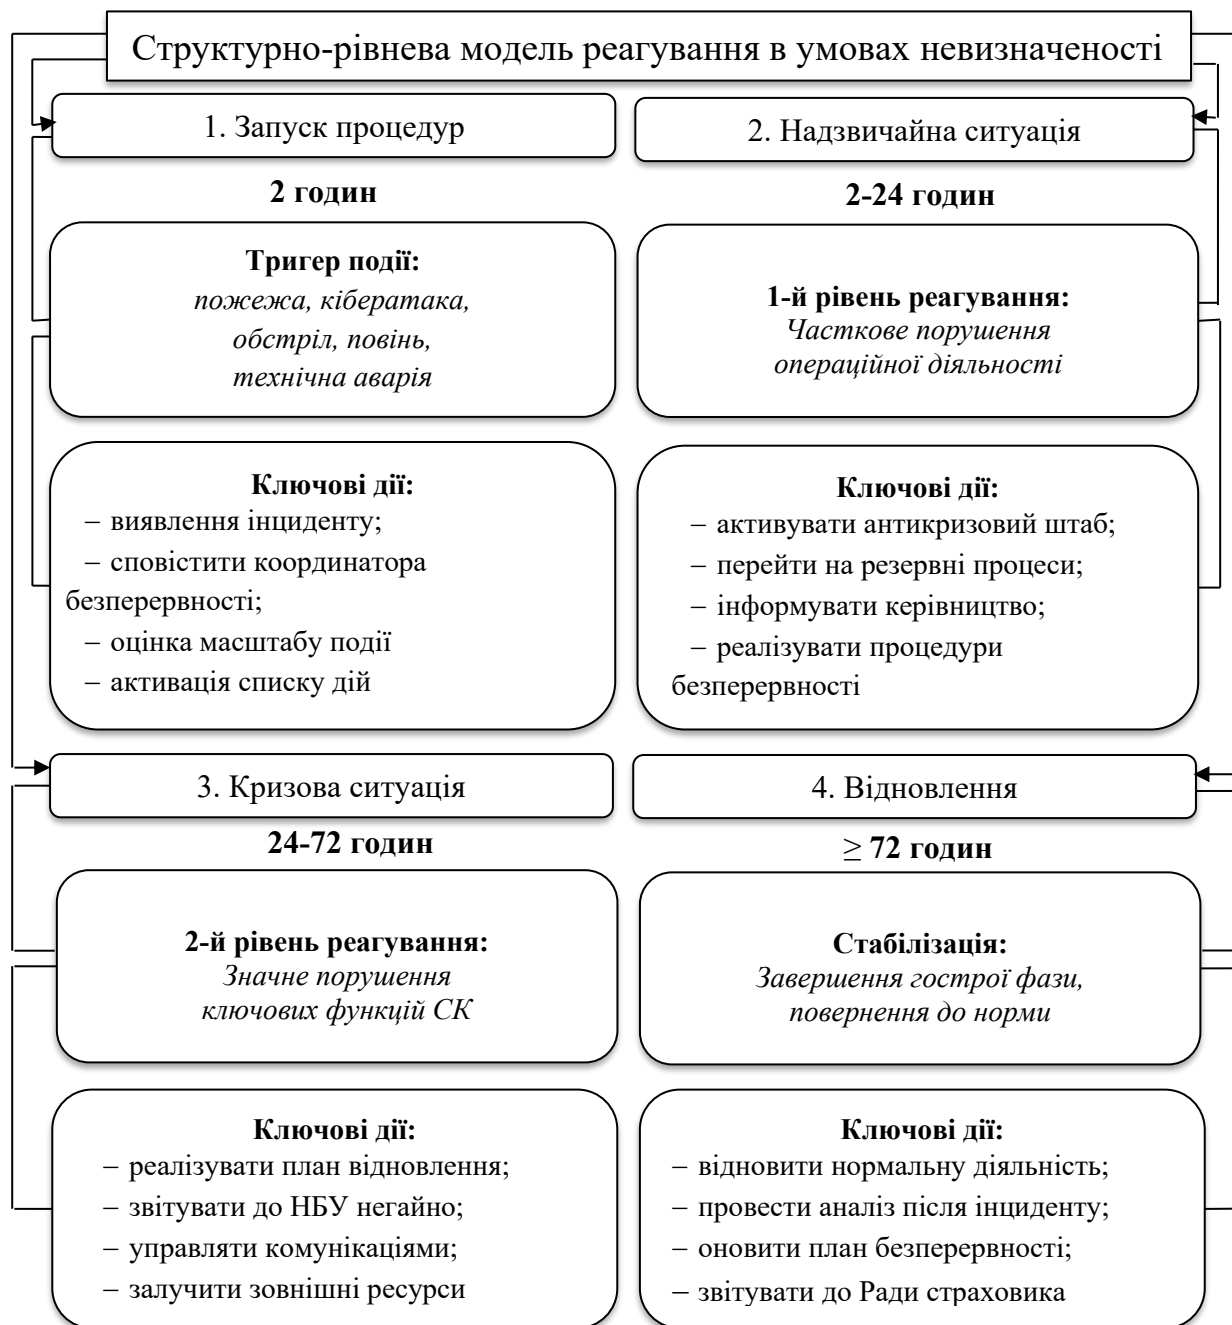 Структурно-рівнева модель реагування в умовах невизначеності
1. Запуск процедур
2 годин
Тригер події:
пожежа, кібератака,
обстріл, повінь,
технічна аварія
Ключові дії:
– виявлення інциденту;
– сповістити координатора
безперервності;
– оцінка масштабу події
– активація списку дій
2. Надзвичайна ситуація
2-24 годин
1-й рівень реагування:
Часткове порушення
операційної діяльності
Ключові дії:
– активувати антикризовий штаб;
– перейти на резервні процеси;
– інформувати керівництво;
– реалізувати процедури
безперервності
3. Кризова ситуація
24-72 годин
2-й рівень реагування:
Значне порушення
ключових функцій СК
Ключові дії:
– реалізувати план відновлення;
– звітувати до НБУ негайно;
– управляти комунікаціями;
– залучити зовнішні ресурси
4. Відновлення
≥ 72 годин
Стабілізація:
Завершення гострої фази,
повернення до норми
Ключові дії:
– відновити нормальну діяльність;
– провести аналіз після інциденту;
– оновити план безперервності;
– звітувати до Ради страховика